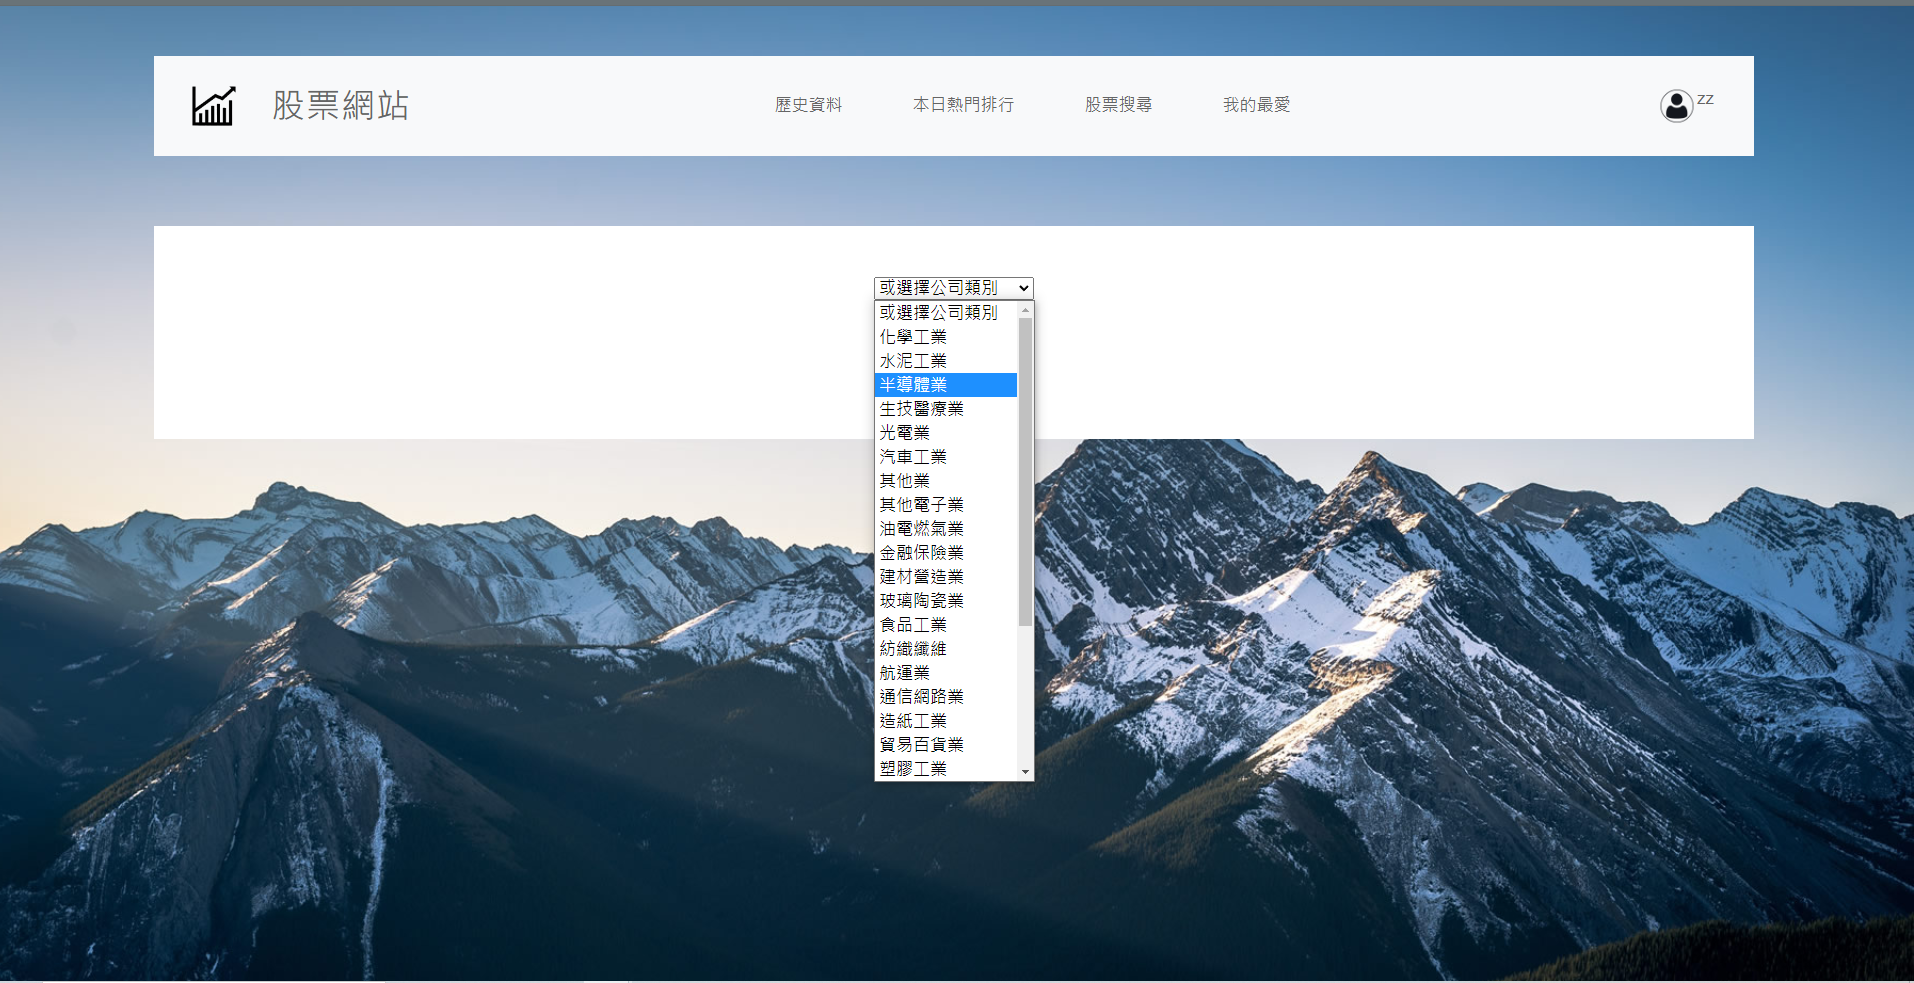 股票網站
歷史資料
本日熱門排行
股票搜尋
我的最愛
zz
或選擇公司類別
或選擇公司類別
化學工業
水泥工業
半導體業
生技醫療業
光電業
汽車工業
其他業
其他電子業
油電燃氣業
金融保險業
建材營造業
玻璃陶瓷業
食品工業
紡織纖維
航運業
通信網路業
造紙工業
貿易百貨業
塑膠工業